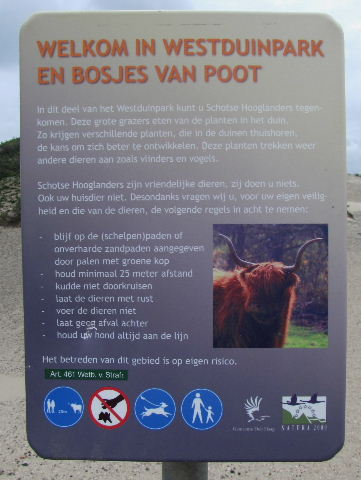 WELKOM IN WESTDUINPARK
EN BOSJES VAN POOT
In dit deel van het Westduinpark kunt u Schotse Hooglanders tegen-
komen. Deze grote grazers eten van de planten in het duin.
Zo krijgen verschillende planten, die in de duinen thuishoren,
de kans om zich beter te ontwikkelen. Deze planten trekken weer
andere dieren aan zoals vlinders en vogels.
Schotse Hooglanders zijn vriendelijke dieren, zij doen u niets.
Ook uw huisdier niet. Desondanks vragen wij u, voor uw eigen veilig-
heid en die van de dieren, de volgende regels in acht te nemen:
- blijf op de (schelpen)paden of
onverharde zandpaden aangegeven
door palen met groene kop
- houd minimaal 25 meter afstand
- kudde niet doorkruisen
- laat de dieren met rust
- voer de dieren niet
- laat geen afval achter
- houd uw hond altijd aan de lijn
Het betreden van dit gebied is op eigen risico.
Art. 461 Wetb. v. Strafr.
25m
Gemeente Den Haag
NATURA 2000